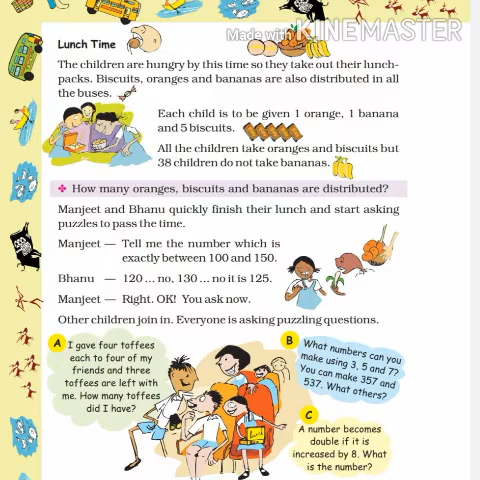 Made with KINEMASTER
Lunch Time
The children are hungry by this time so they take out their lunch-
packs. Biscuits, oranges and bananas are also distributed in all
the buses.
Each child is to be given 1 orange, 1 banana
and 5 biscuits.
All the children take oranges and biscuits but
38 children do not take bananas.
❖ How many oranges, biscuits and bananas are distributed?
Manjeet and Bhanu quickly finish their lunch and start asking
puzzles to pass the time.
Manjeet — Tell me the number which is
exactly between 100 and 150.
Bhanu — 120 ... no, 130 ... no it is 125.
Manjeet — Right. OK! You ask now.
Other children join in. Everyone is asking puzzling questions.
A
I gave four toffees
each to four of my
friends and three
toffees are left with
me. How many toffees
did I have?
B
What numbers can you
make using 3, 5 and 7?
You can make 357 and
537. What others?
C
A number becomes
double if it is
increased by 8. What
is the number?